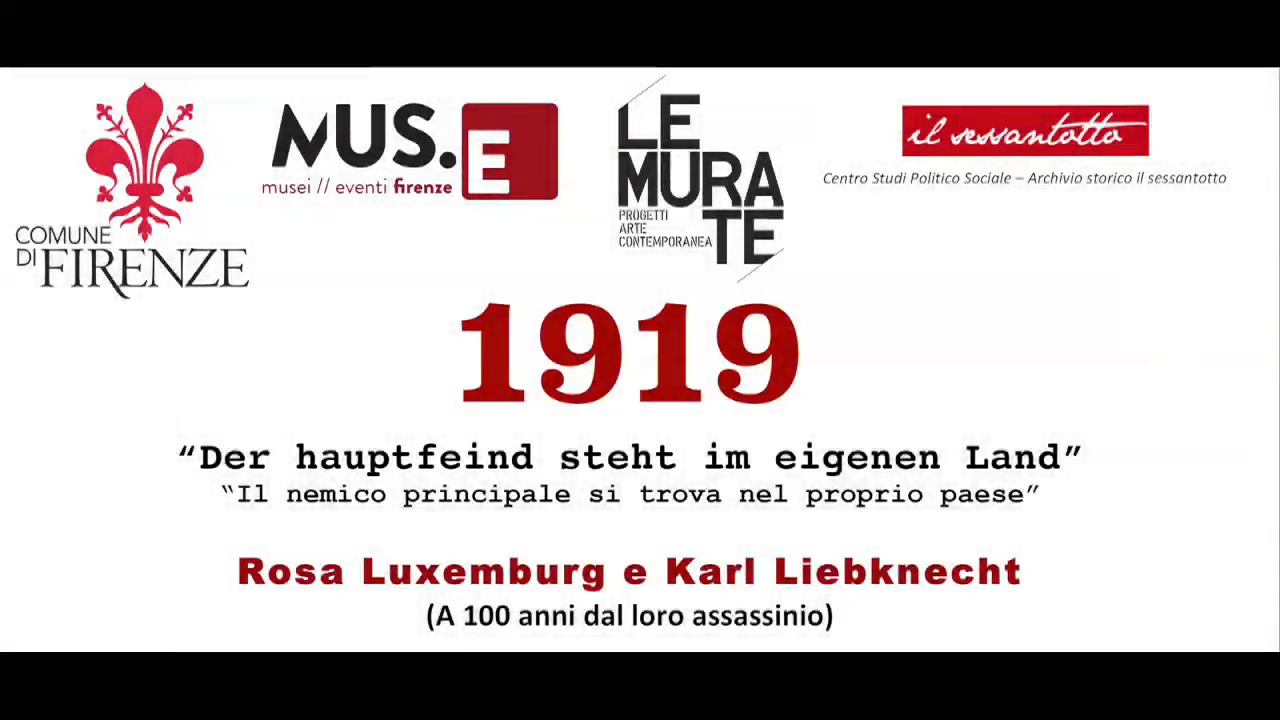 COMUNE
DI FIRENZE
MUS.E
musei // eventi firenze
LE
MURA
TE
PROGETTI
ARTE
CONTEMPORANEA
il sessantotto
Centro Studi Politico Sociale – Archivio storico il sessantotto
1919
“Der hauptfeind steht im eigenen Land”
“Il nemico principale si trova nel proprio paese”
Rosa Luxemburg e Karl Liebknecht
(A 100 anni dal loro assassinio)